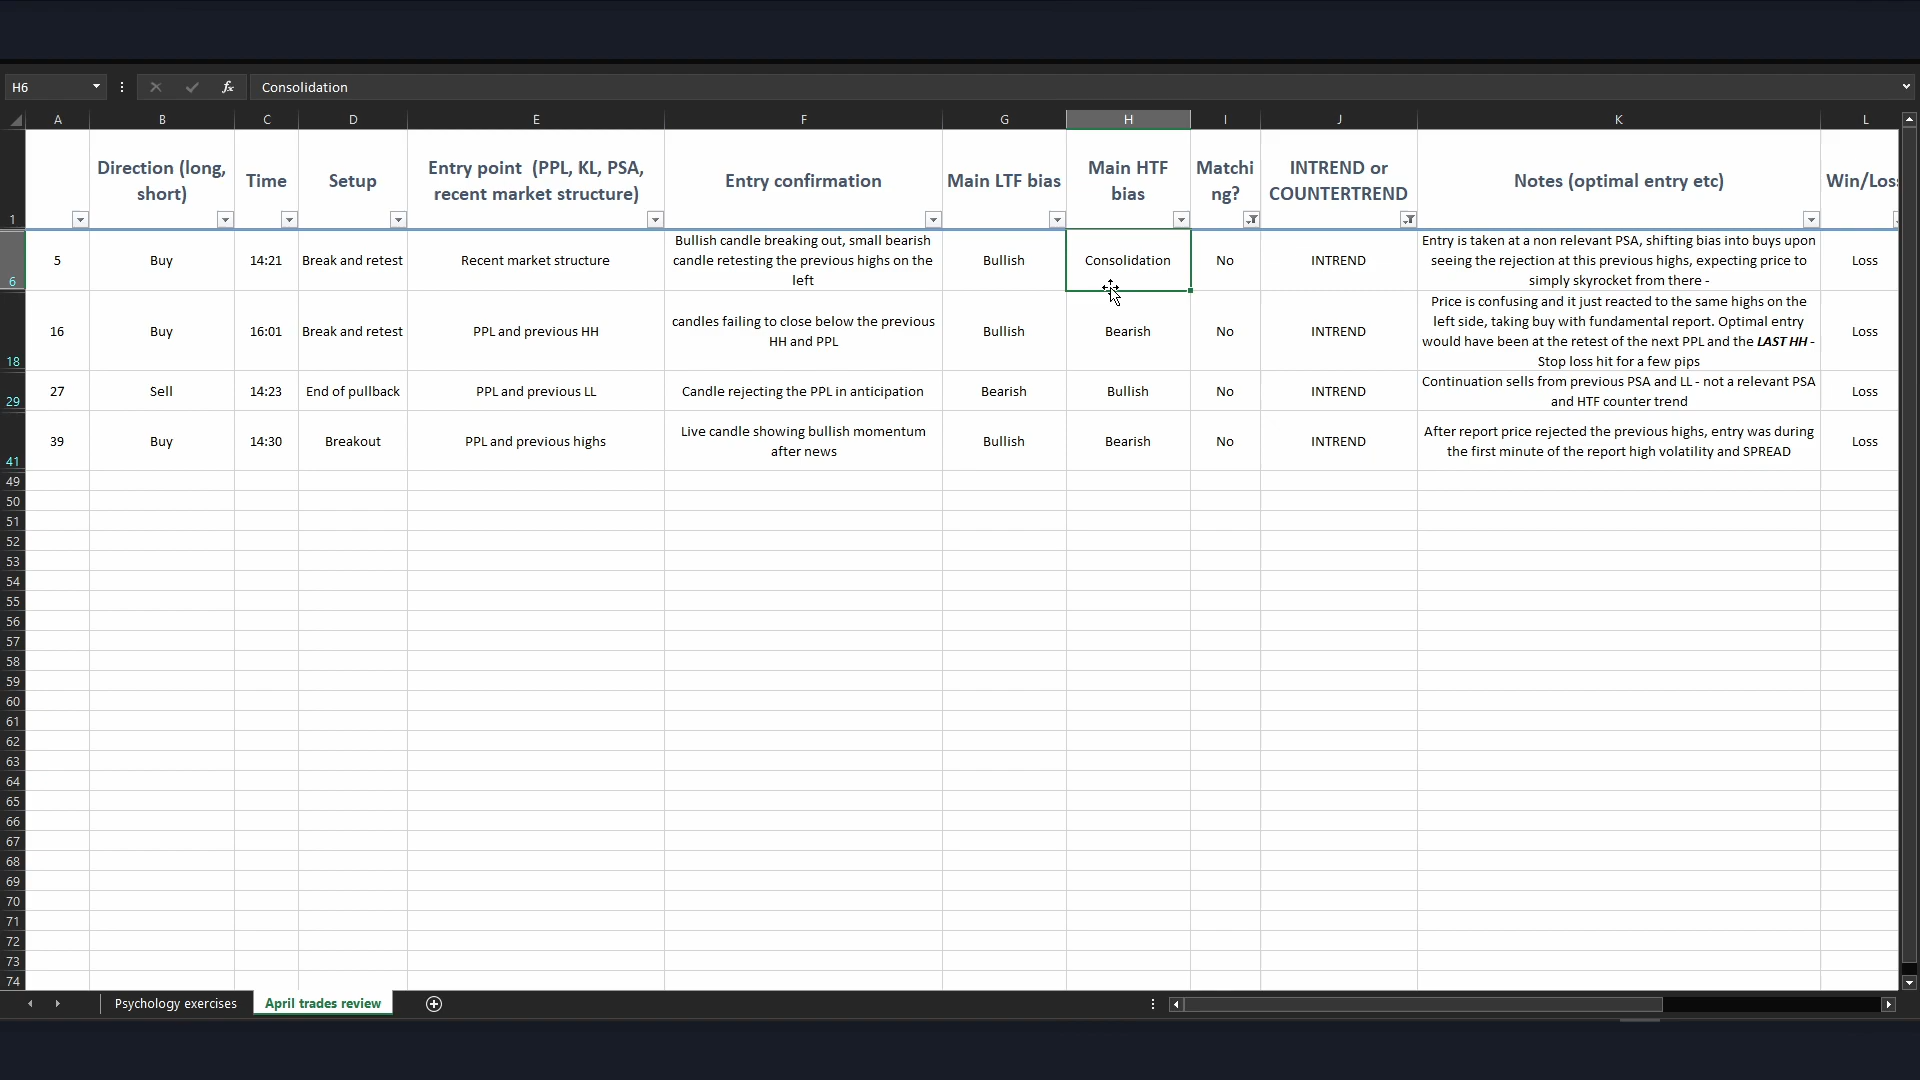 H6
fx
Consolidation
A B C D E F G H I J K L
1
Direction (long,
short)
Time
Setup
Entry point (PPL, KL, PSA,
recent market structure)
Entry confirmation
Main LTF bias
Main HTF
bias
Matchi
ng?
INTREND or
COUNTERTREND
Notes (optimal entry etc)
Win/Los
6
5
Buy
14:21
Break and retest
Recent market structure
Bullish candle breaking out, small bearish
candle retesting the previous highs on the
left
Bullish
Consolidation
No
INTREND
Entry is taken at a non relevant PSA, shifting bias into buys upon
seeing the rejection at this previous highs, expecting price to
simply skyrocket from there -
Loss
18
16
Buy
16:01
Break and retest
PPL and previous HH
candles failing to close below the previous
HH and PPL
Bullish
Bearish
No
INTREND
Price is confusing and it just reacted to the same highs on the
left side, taking buy with fundamental report. Optimal entry
would have been at the retest of the next PPL and the LAST HH -
Stop loss hit for a few pips
Loss
29
27
Sell
14:23
End of pullback
PPL and previous LL
Candle rejecting the PPL in anticipation
Bearish
Bullish
No
INTREND
Continuation sells from previous PSA and LL - not a relevant PSA
and HTF counter trend
Loss
41
39
Buy
14:30
Breakout
PPL and previous highs
Live candle showing bullish momentum
after news
Bullish
Bearish
No
INTREND
After report price rejected the previous highs, entry was during
the first minute of the report high volatility and SPREAD
Loss
49
50
51
52
53
54
55
56
57
58
59
60
61
62
63
64
65
66
67
68
69
70
71
72
73
74
Psychology exercises
April trades review